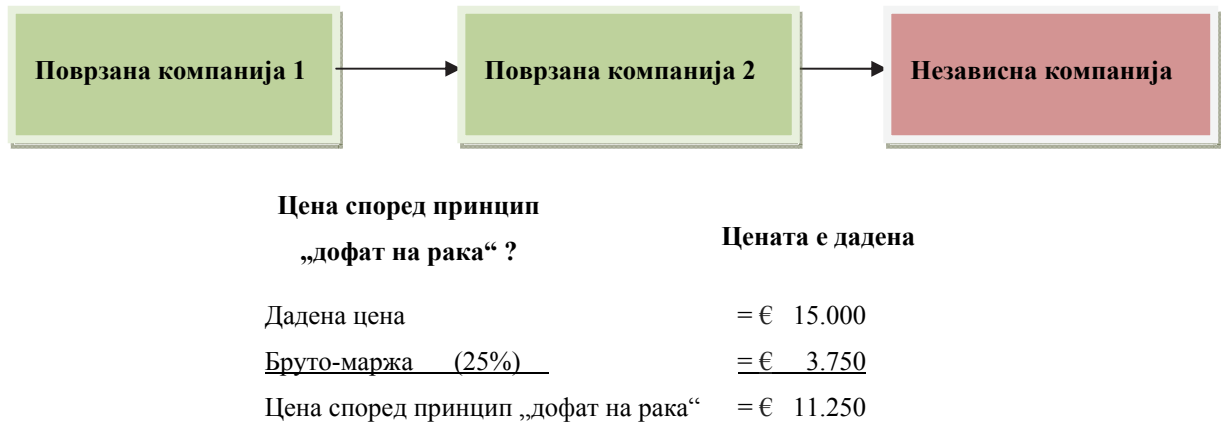 Поврзана компанија 1
Поврзана компанија 2
Независна компанија
Цена според принцип
„дофат на рака“ ?
Цената е дадена
Дадена цена = € 15.000
Бруто-маржа (25%) = € 3.750
Цена според принцип „дофат на рака“ = € 11.250